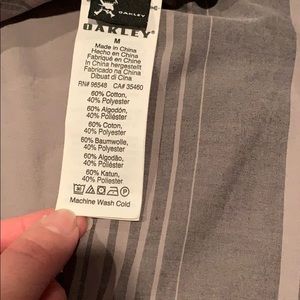 OAKLEY
OAKLEY
M
Made in China
Hecho en China
Fabriqué en Chine
In China hergestellt
Fabricado na China
Dibuat di Cina
RN# 96548 CA# 35460
60% Cotton,
40% Polyester
60% Algodón,
40% Poliester
60% Coton,
40% Polyester
60% Baumwolle,
40% Polyester
60% Algodão,
40% Poliéster
60% Katun,
40% Poliester
Machine Wash Cold